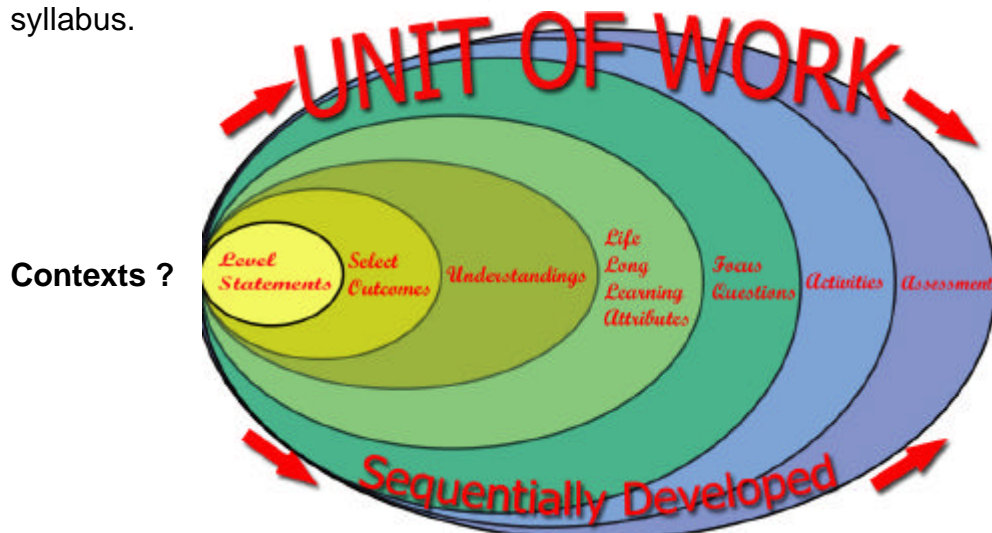 syllabus.
UNIT OF WORK
Contexts ?
Level
Statements
Select
Outcomes
Understandings
Life
Long
Learning
Attributes
Focus
Questions
Activities
Assessment
Sequentially Developed